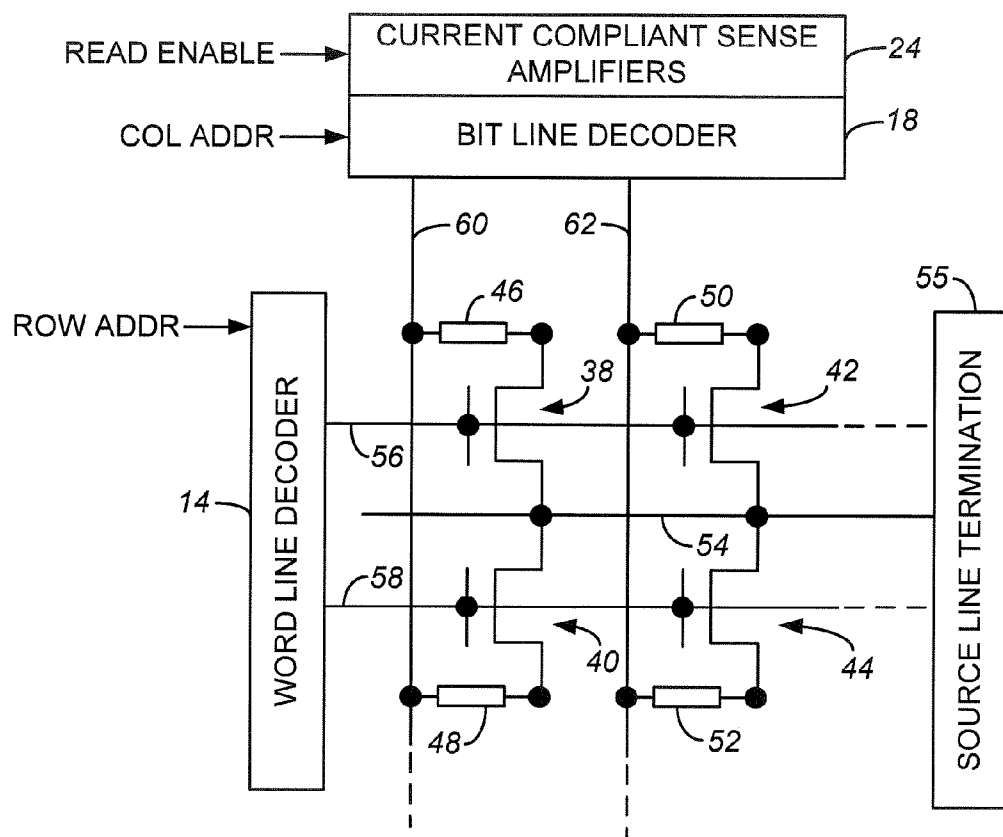 READ ENABLE
CURRENT COMPLIANT SENSE
AMPLIFIERS
24
COL ADDR
BIT LINE DECODER
18
60
62
ROW ADDR
46
50
55
38
42
56
14
WORD LINE DECODER
54
58
40
44
48
52
SOURCE LINE TERMINATION